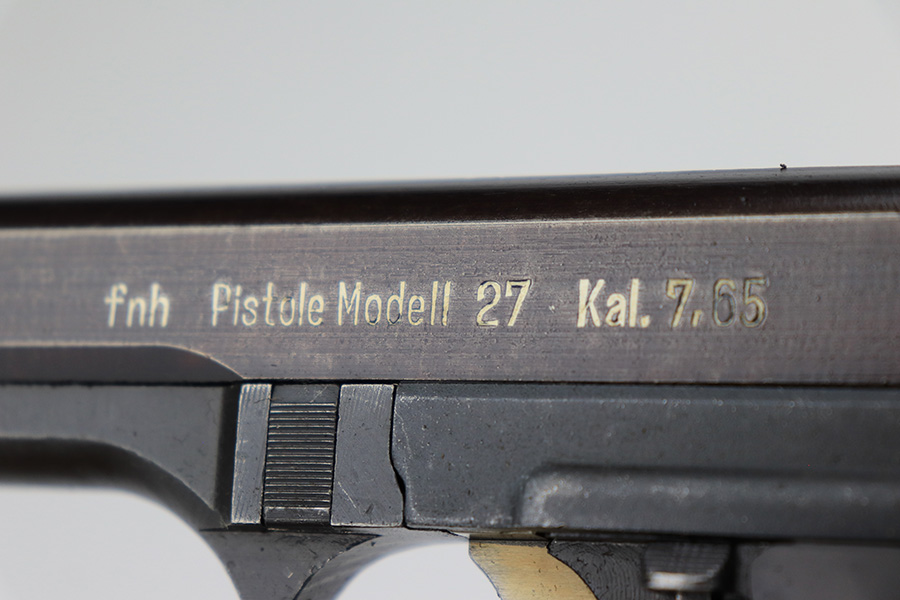 fnh Pistole Modell 27 Kal. 7.65